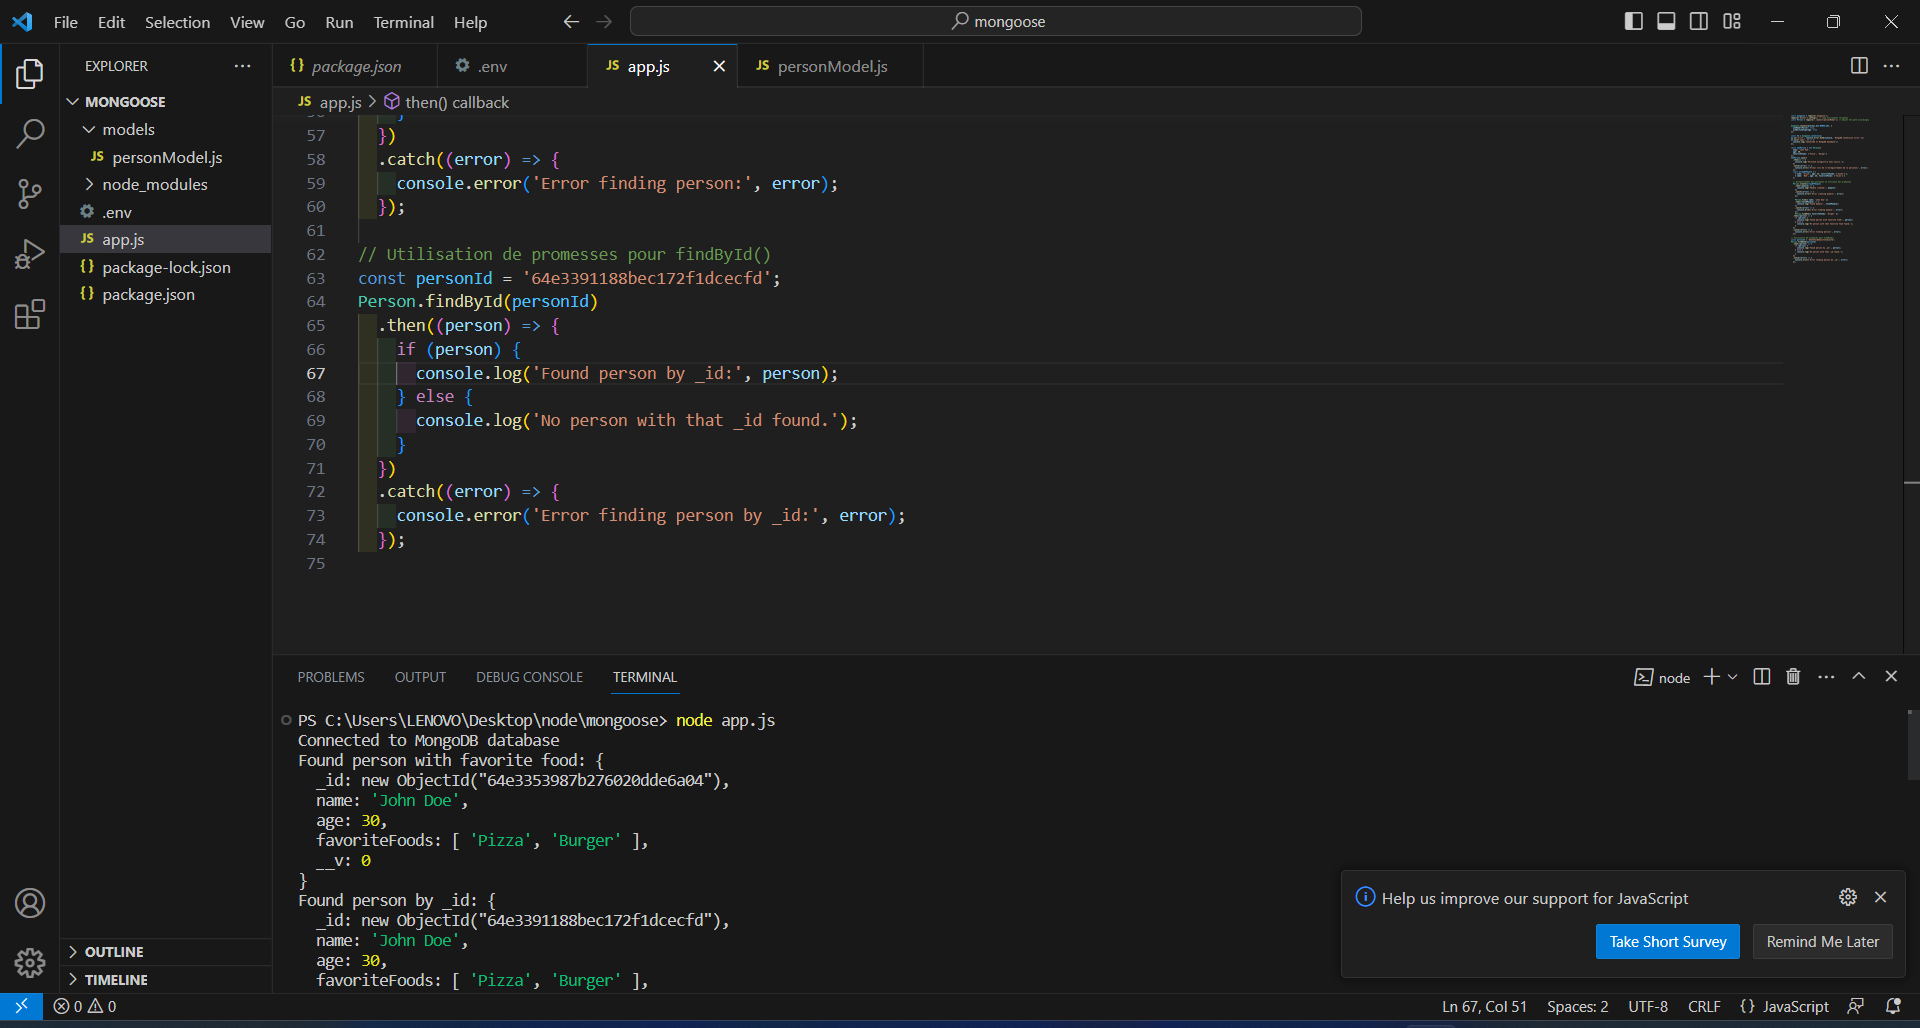 File Edit Selection View Go Run Terminal Help
mongoose
EXPLORER
MONGOOSE
models
JS personModel.js
node_modules
.env
JS app.js
{} package-lock.json
{} package.json
OUTLINE
TIMELINE
{} package.json
.env
JS app.js
JS personModel.js
JS app.js > then() callback
57 })
58 .catch((error) => {
59 console.error('Error finding person:', error);
60 });
61
62 // Utilisation de promesses pour findById()
63 const personId = '64e3391188bec172f1dcecfd';
64 Person.findById(personId)
65 .then((person) => {
66 if (person) {
67 console.log('Found person by _id:', person);
68 } else {
69 console.log('No person with that _id found.');
70 }
71 })
72 .catch((error) => {
73 console.error('Error finding person by _id:', error);
74 });
75
PROBLEMS OUTPUT DEBUG CONSOLE TERMINAL
node
PS C:\Users\LENOVO\Desktop\node\mongoose> node app.js
Connected to MongoDB database
Found person with favorite food: {
_id: new ObjectId("64e3353987b276020dde6a04"),
name: 'John Doe',
age: 30,
favoriteFoods: [ 'Pizza', 'Burger' ],
__v: 0
}
Found person by _id: {
_id: new ObjectId("64e3391188bec172f1dcecfd"),
name: 'John Doe',
age: 30,
favoriteFoods: [ 'Pizza', 'Burger' ],
Help us improve our support for JavaScript
Take Short Survey
Remind Me Later
0 0
Ln 67, Col 51 Spaces: 2 UTF-8 CRLF {} JavaScript